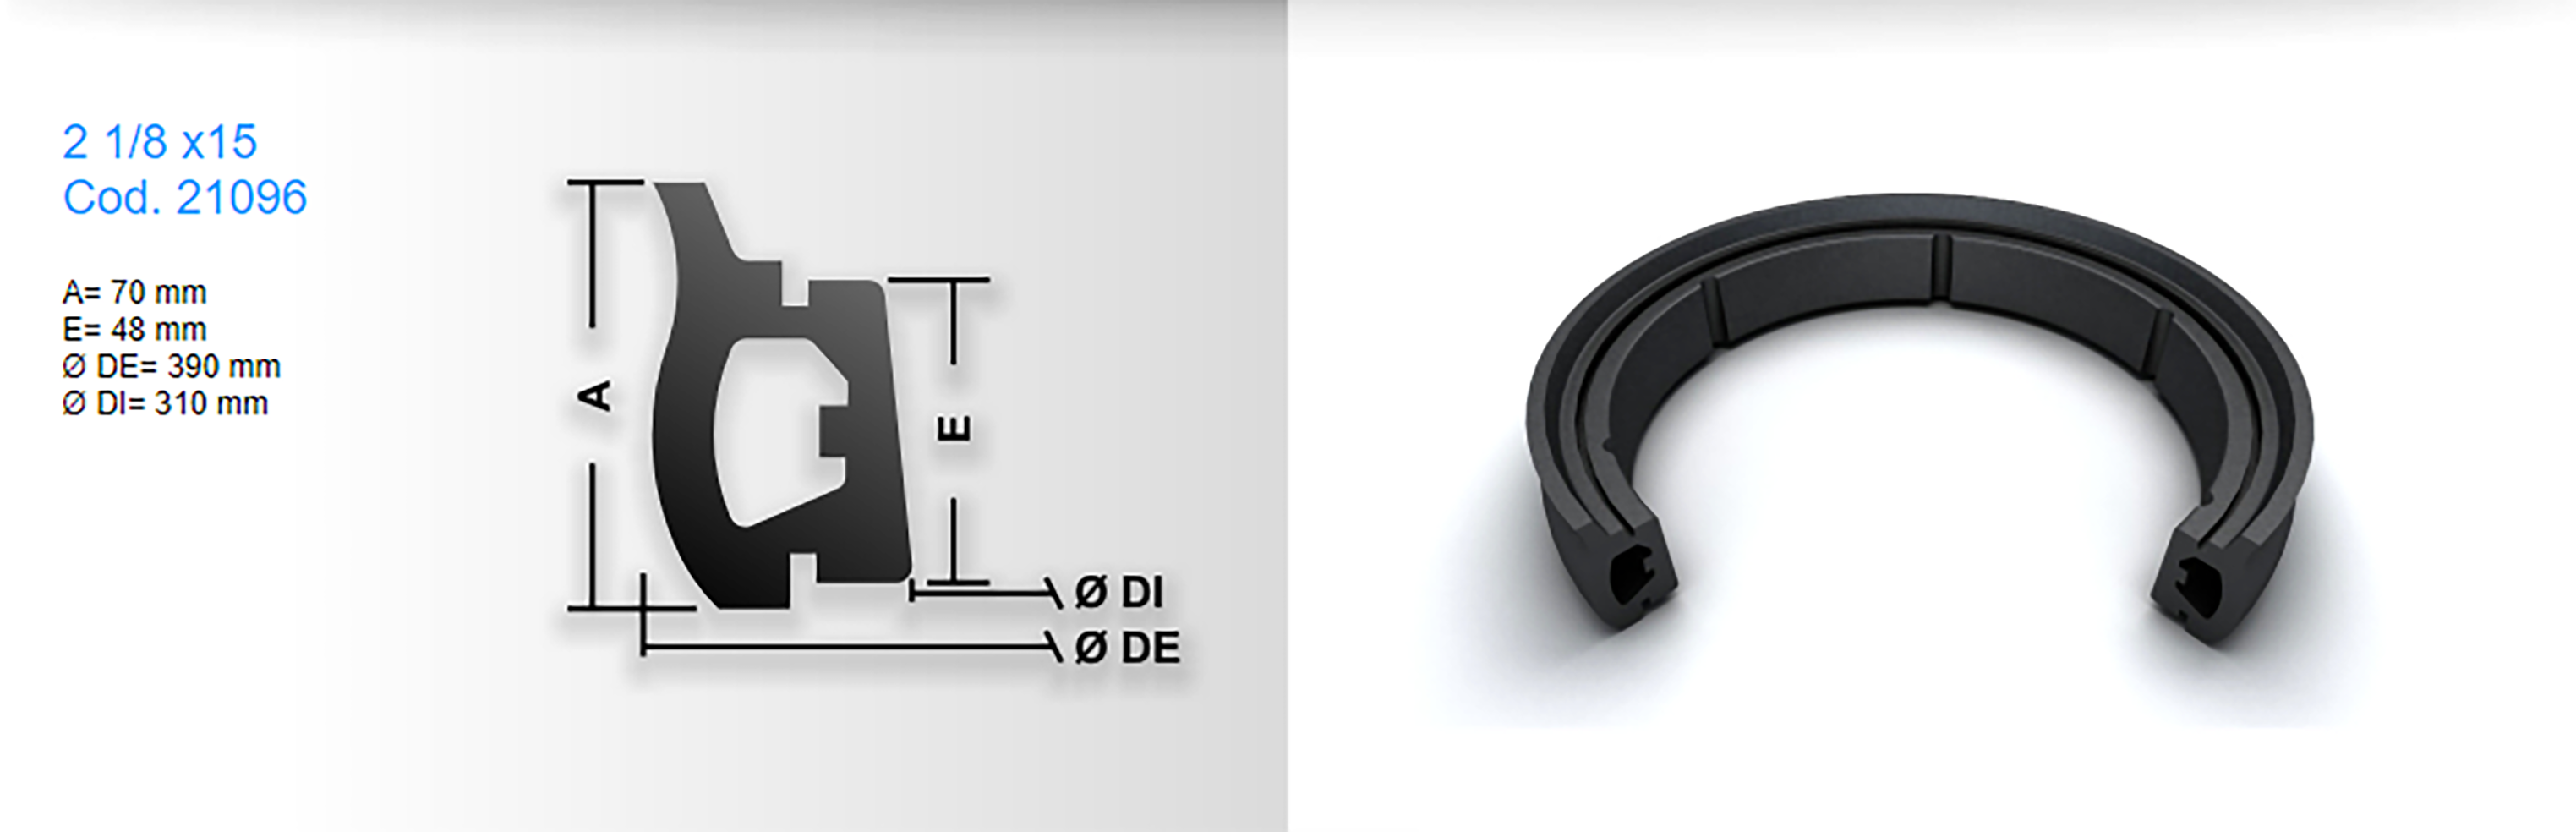 2 1/8 x15
Cod. 21096
A= 70 mm
E= 48 mm
Ø DE= 390 mm
Ø DI= 310 mm
A
E
Ø DI
Ø DE